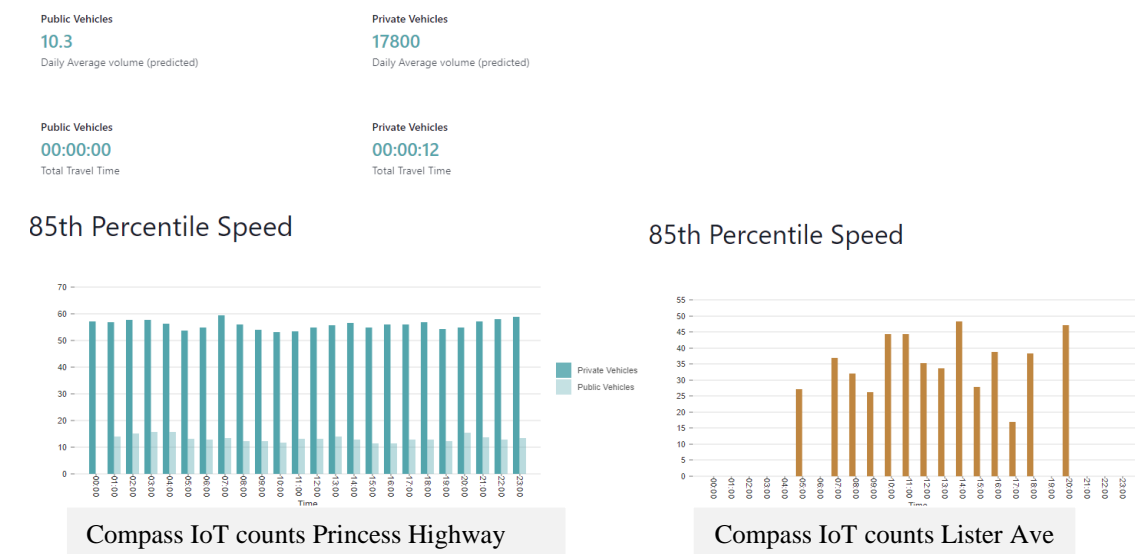 Public Vehicles
10.3
Daily Average volume (predicted)
Private Vehicles
17800
Daily Average volume (predicted)
Public Vehicles
00:00:00
Total Travel Time
Private Vehicles
00:00:12
Total Travel Time
85th Percentile Speed
70
60
50
40
30
20
10
0
00:00 01:00 02:00 03:00 04:00 05:00 06:00 07:00 08:00 09:00 10:00 11:00 12:00 13:00 14:00 15:00 16:00 17:00 18:00 19:00 20:00 21:00 22:00 23:00
Time
Private Vehicles
Public Vehicles
Compass IoT counts Princess Highway
85th Percentile Speed
55
50
45
40
35
30
25
20
15
10
5
0
00:00 01:00 02:00 03:00 04:00 05:00 06:00 07:00 08:00 09:00 10:00 11:00 12:00 13:00 14:00 15:00 16:00 17:00 18:00 19:00 20:00 21:00 22:00 23:00
Time
Compass IoT counts Lister Ave